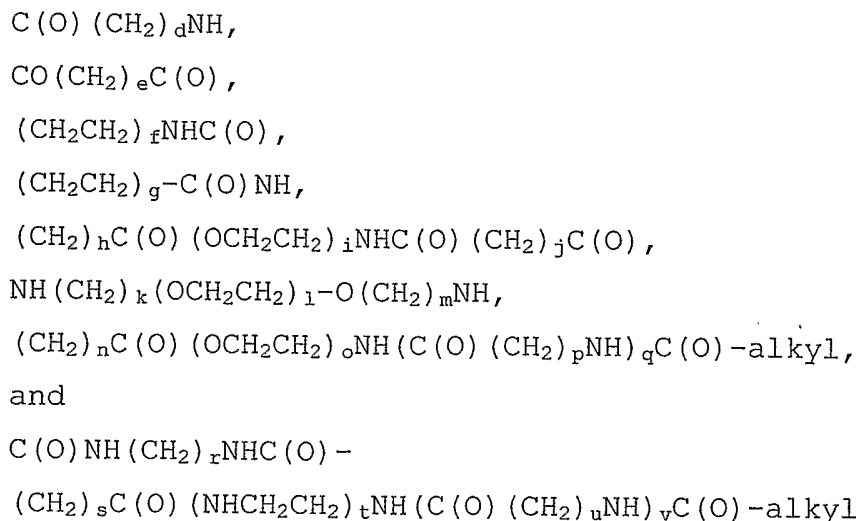 C(O)(CH₂)dNH,
CO(CH₂)ₑC(O),
(CH₂CH₂)fNHC(O),
(CH₂CH₂)g-C(O)NH,
(CH₂)ₕC(O)(OCH₂CH₂)ᵢNHC(O)(CH₂)ⱼC(O),
NH(CH₂)ₖ(OCH₂CH₂)ₗ-O(CH₂)ₘNH,
(CH₂)ₙC(O)(OCH₂CH₂)ₒNH(C(O)(CH₂)ₚNH)qC(O)-alkyl,
and
C(O)NH(CH₂)ᵣNHC(O)-
(CH₂)ₛC(O)(NHCH₂CH₂)ₜNH(C(O)(CH₂)ᵤNH)ᵥC(O)-alkyl